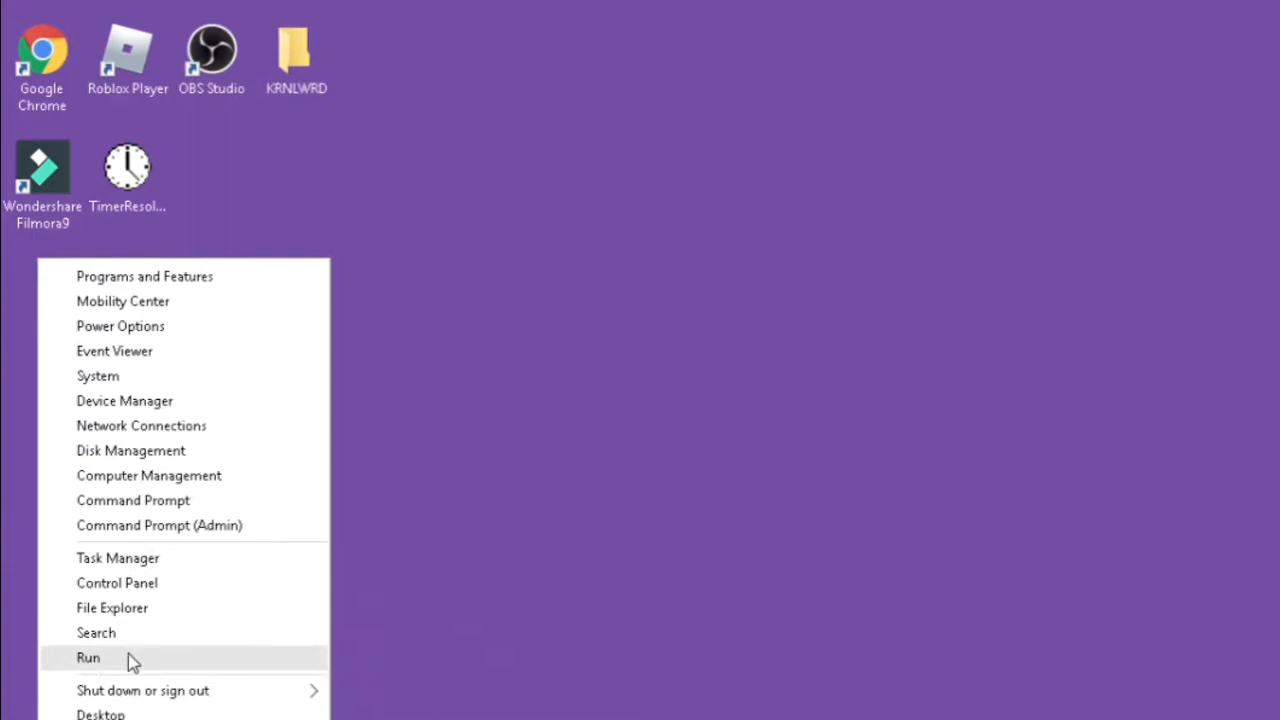 Google
Chrome
Roblox Player
OBS Studio
KRNLWRD
Wondershare
Filmora9
TimerResol...
Programs and Features
Mobility Center
Power Options
Event Viewer
System
Device Manager
Network Connections
Disk Management
Computer Management
Command Prompt
Command Prompt (Admin)
Task Manager
Control Panel
File Explorer
Search
Run
Shut down or sign out
Desktop